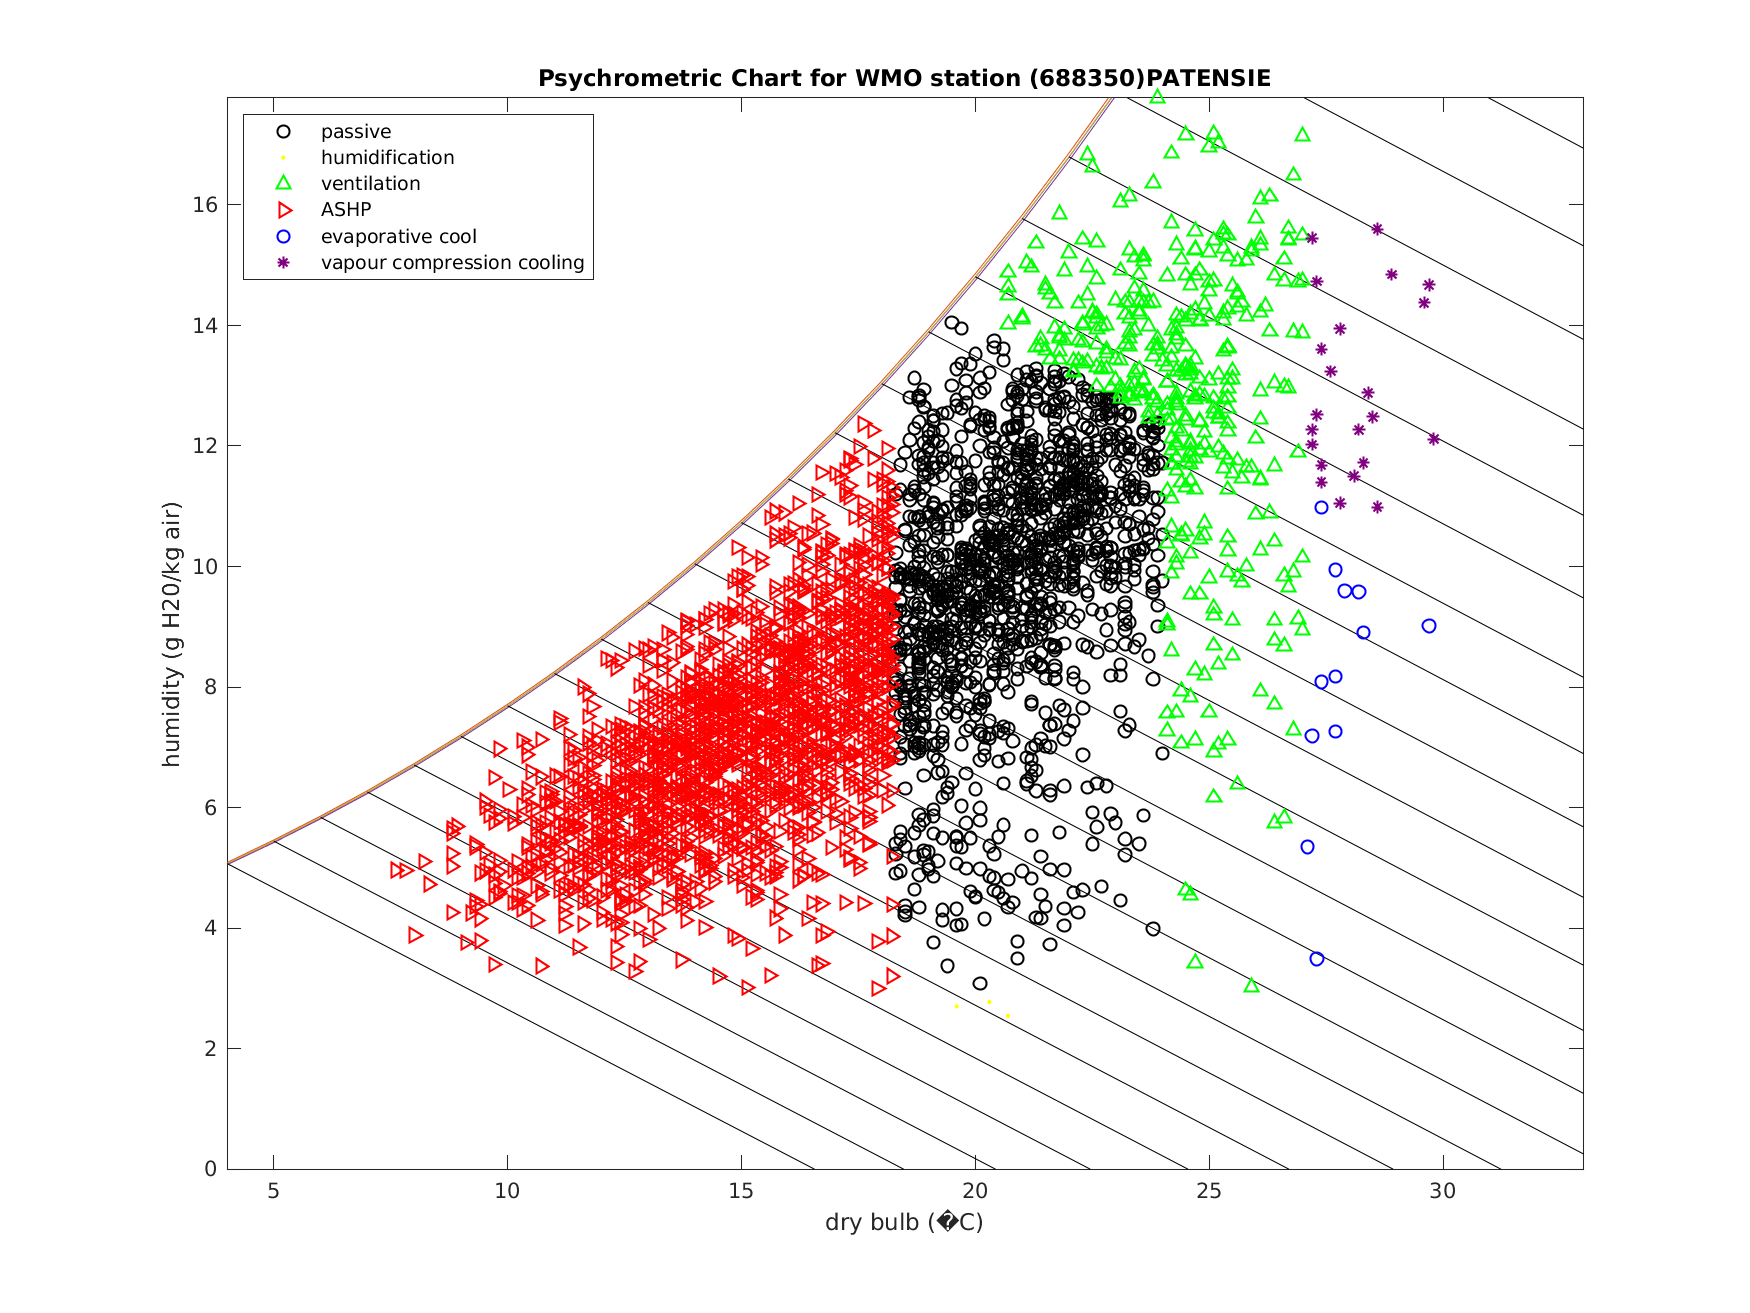 Psychrometric Chart for WMO station (688350)PATENSIE
passive
humidification
ventilation
ASHP
evaporative cool
vapour compression cooling
humidity (g H20/kg air)
16
14
12
10
8
6
4
2
0
5 10 15 20 25 30
dry bulb (�C)